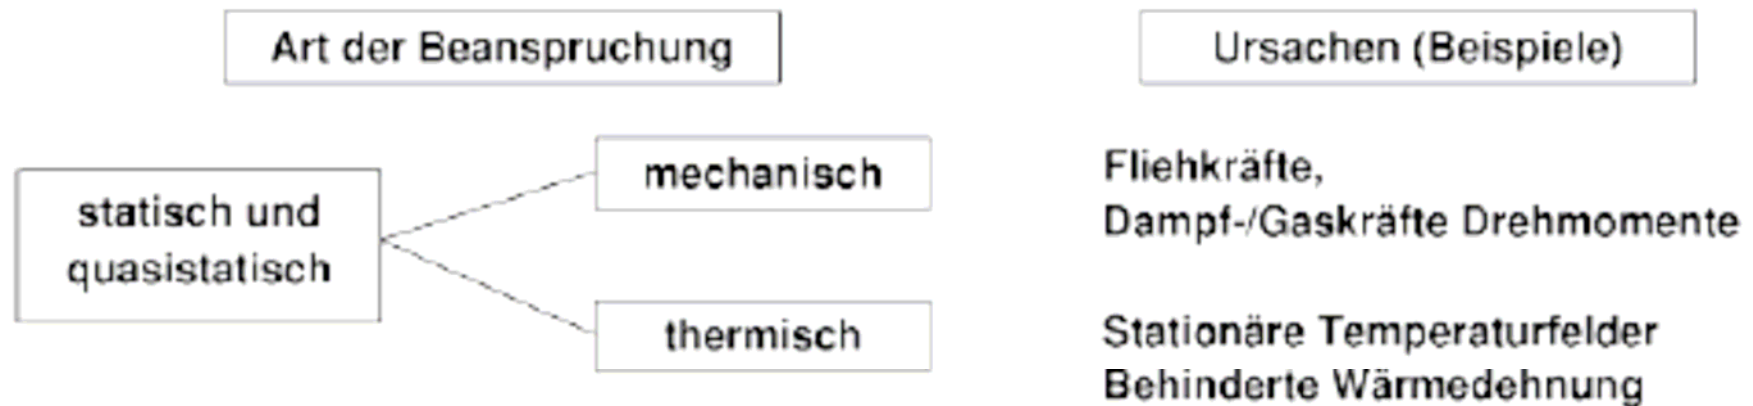 Art der Beanspruchung
Ursachen (Beispiele)
statisch und
quasistatisch
mechanisch
Fliehkräfte,
Dampf-/Gaskräfte Drehmomente
thermisch
Stationäre Temperaturfelder
Behinderte Wärmedehnung